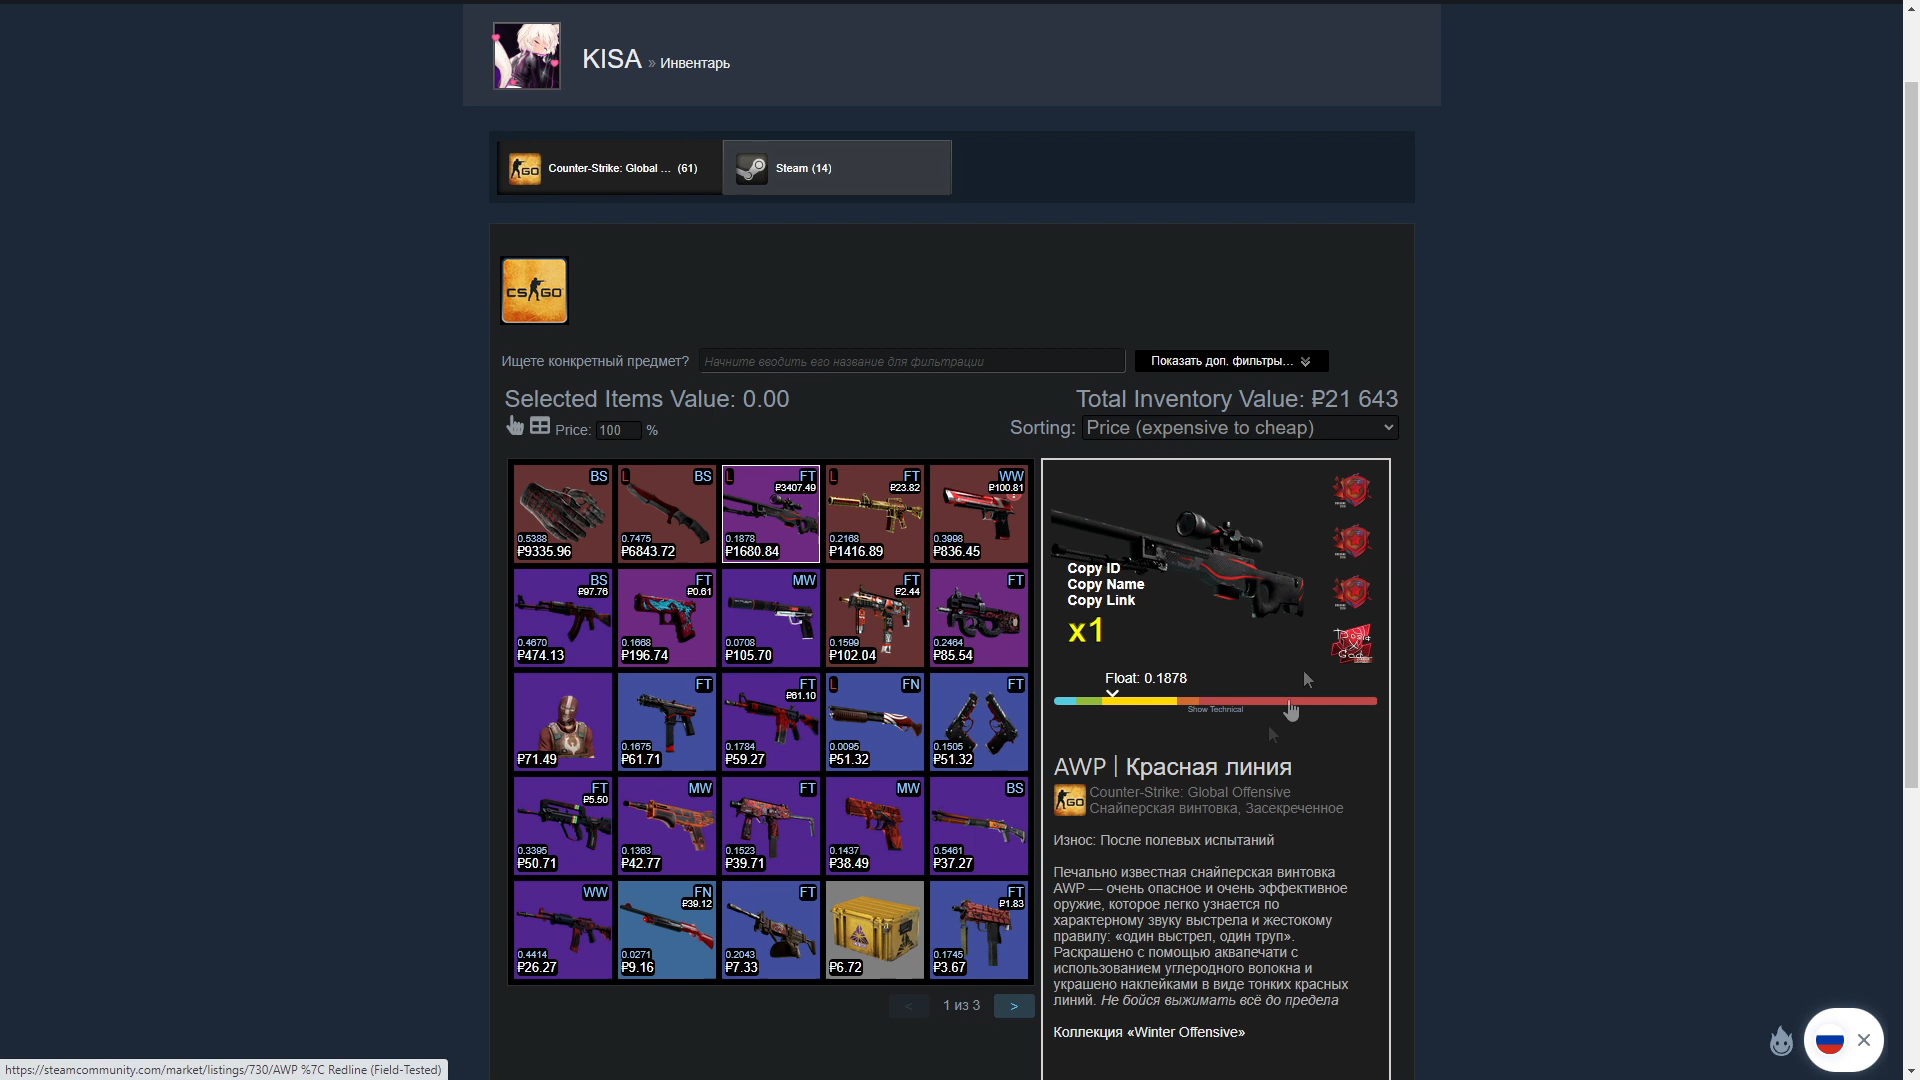 KISA » Инвентарь
Counter-Strike: Global ... (61)
Steam (14)
CS GO
Ищете конкретный предмет?
Начните вводить его название для фильтрации
Показать доп. фильтры...
Selected Items Value: 0.00
Total Inventory Value: ₽21 643
Price: 100 %
Sorting: Price (expensive to cheap)
BS
0.5388
₽9335.96
L BS
0.7475
₽6843.72
L FT
₽3407.49
0.1878
₽1680.84
L FT
₽23.82
0.2168
₽1416.89
WW
₽100.81
0.3998
₽836.45
BS
₽97.76
0.4670
₽474.13
FT
₽0.61
0.1668
₽196.74
MW
0.0708
₽105.70
FT
₽2.44
0.1599
₽102.04
FT
0.2464
₽85.54
₽71.49
FT
0.1675
₽61.71
FT
₽61.10
0.1784
₽59.27
L FN
0.0095
₽51.32
FT
0.1505
₽51.32
FT
₽5.50
0.3395
₽50.71
MW
0.1363
₽42.77
FT
0.1523
₽39.71
MW
0.1437
₽38.49
BS
0.5461
₽37.27
WW
0.4414
₽26.27
FN
₽39.12
0.0271
₽9.16
FT
0.2043
₽7.33
₽6.72
FT
₽1.83
0.1745
₽3.67
< 1 из 3 >
Copy ID
Copy Name
Copy Link
x1
Float: 0.1878
Show Technical
AWP | Красная линия
GO
Counter-Strike: Global Offensive
Снайперская винтовка, Засекреченное
Износ: После полевых испытаний
Печально известная снайперская винтовка
AWP — очень опасное и очень эффективное
оружие, которое легко узнается по
характерному звуку выстрела и жестокому
правилу: «один выстрел, один труп».
Раскрашено с помощью аквапечати с
использованием углеродного волокна и
украшено наклейками в виде тонких красных
линий. Не бойся выжимать всё до предела
Коллекция «Winter Offensive»
https://steamcommunity.com/market/listings/730/AWP %7C Redline (Field-Tested)